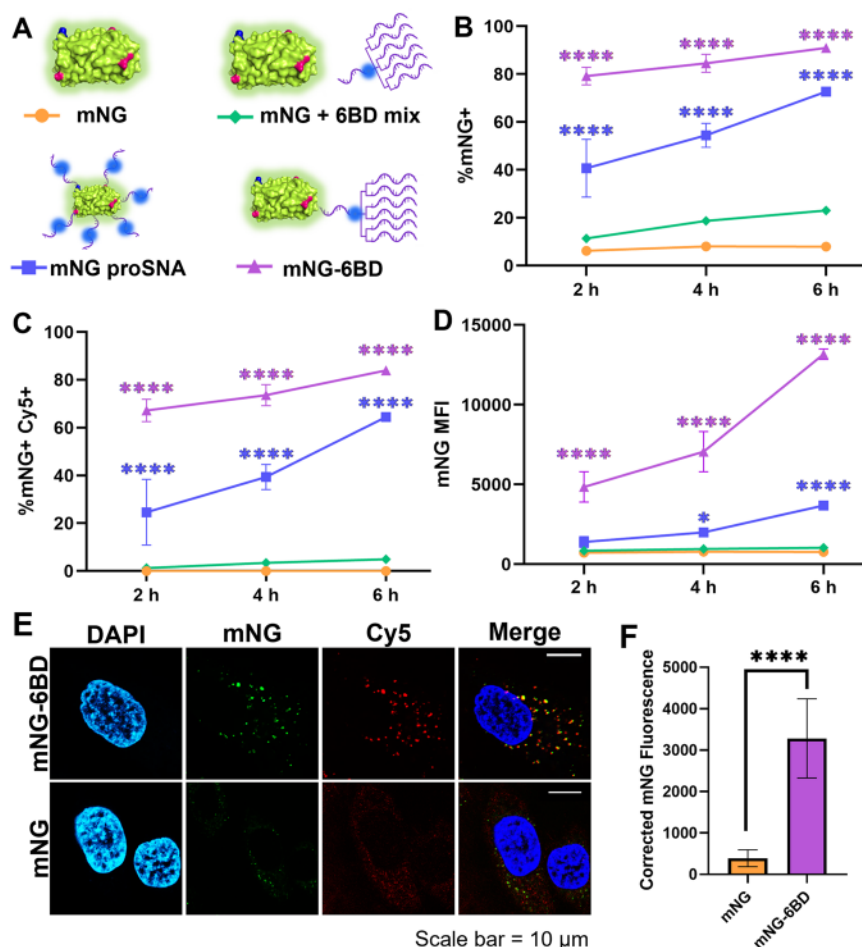 A
mNG
mNG + 6BD mix
mNG proSNA
mNG-6BD
B
%mNG+
100
80
60
40
20
0
****
****
****
****
****
****
2 h
4 h
6 h
C
%mNG+ Cy5+
100
80
60
40
20
0
****
****
****
****
****
****
2 h
4 h
6 h
D
mNG MFI
15000
10000
5000
0
****
****
****
*
****
2 h
4 h
6 h
E
DAPI
mNG
Cy5
Merge
mNG-6BD
mNG
Scale bar = 10 µm
F
Corrected mNG Fluorescence
5000
4000
3000
2000
1000
0
****
mNG
mNG-6BD